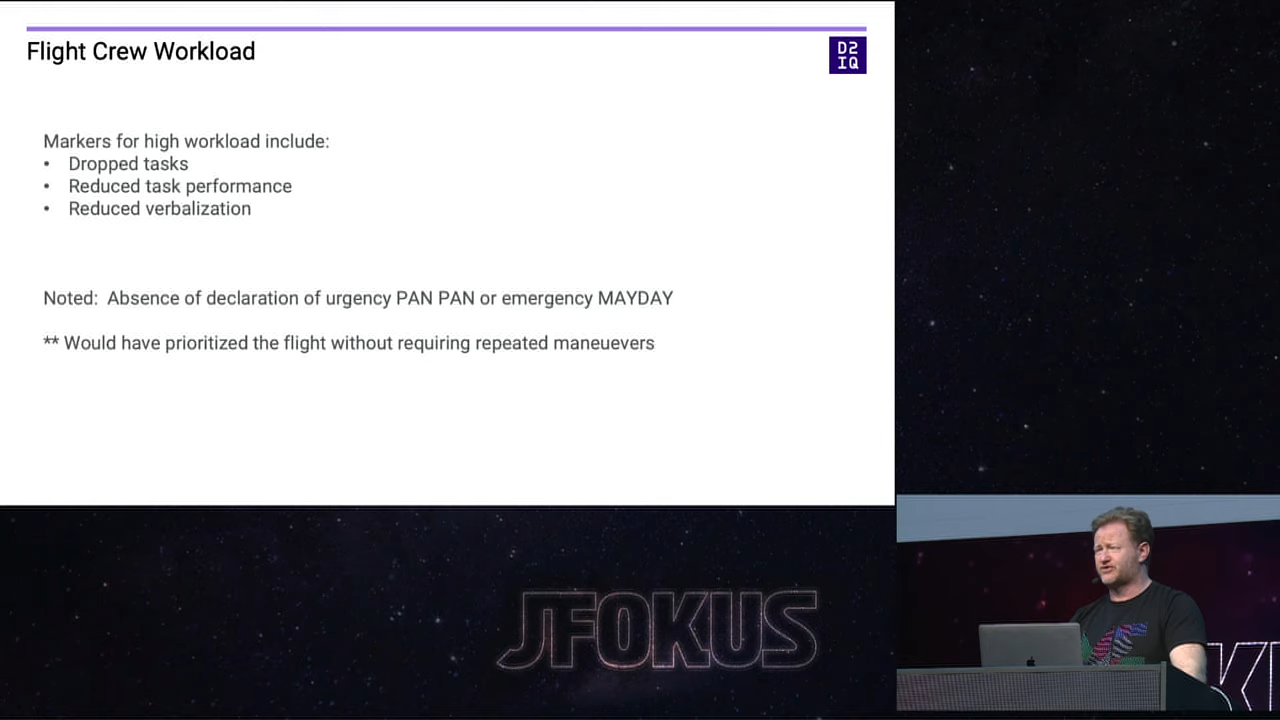 Flight Crew Workload
D2
IQ
Markers for high workload include:
• Dropped tasks
• Reduced task performance
• Reduced verbalization
Noted: Absence of declaration of urgency PAN PAN or emergency MAYDAY
** Would have prioritized the flight without requiring repeated maneuevers
JFOKUS